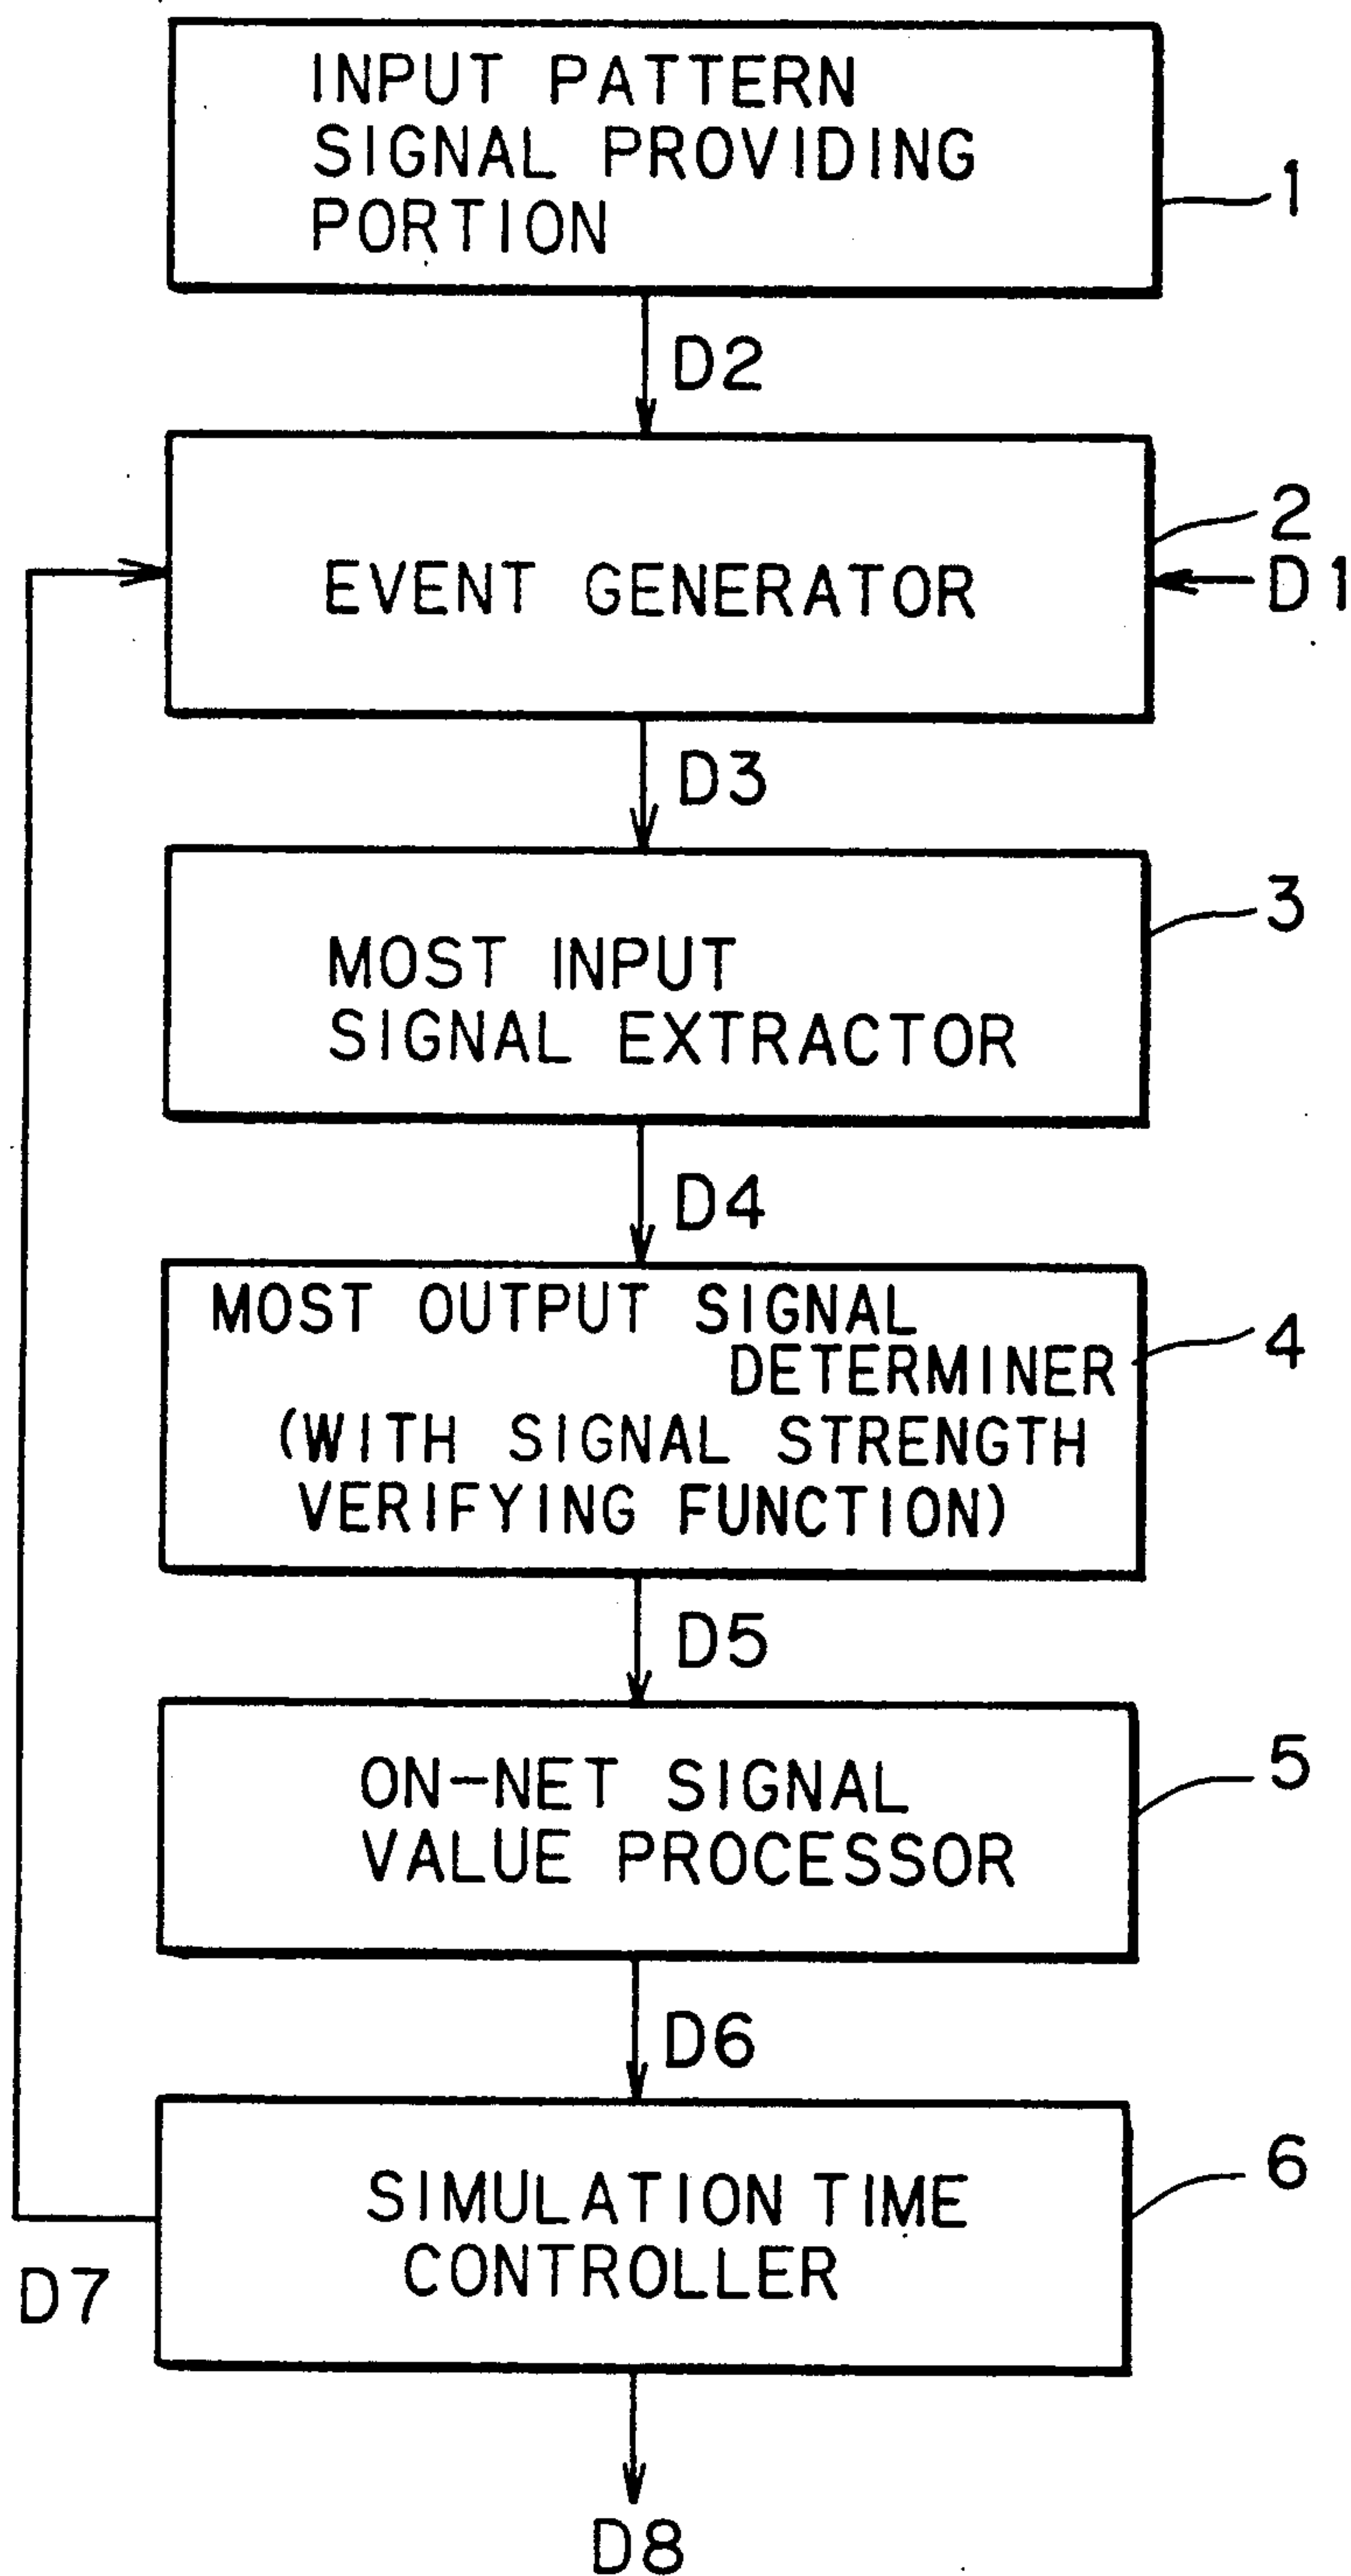 INPUT PATTERN
SIGNAL PROVIDING
PORTION
1
D2
2
D1
EVENT GENERATOR
D3
3
MOST INPUT
SIGNAL EXTRACTOR
D4
MOST OUTPUT SIGNAL
DETERMINER
4
(WITH SIGNAL STRENGTH
VERIFYING FUNCTION)
D5
5
ON-NET SIGNAL
VALUE PROCESSOR
D6
6
SIMULATION TIME
CONTROLLER
D7
D8